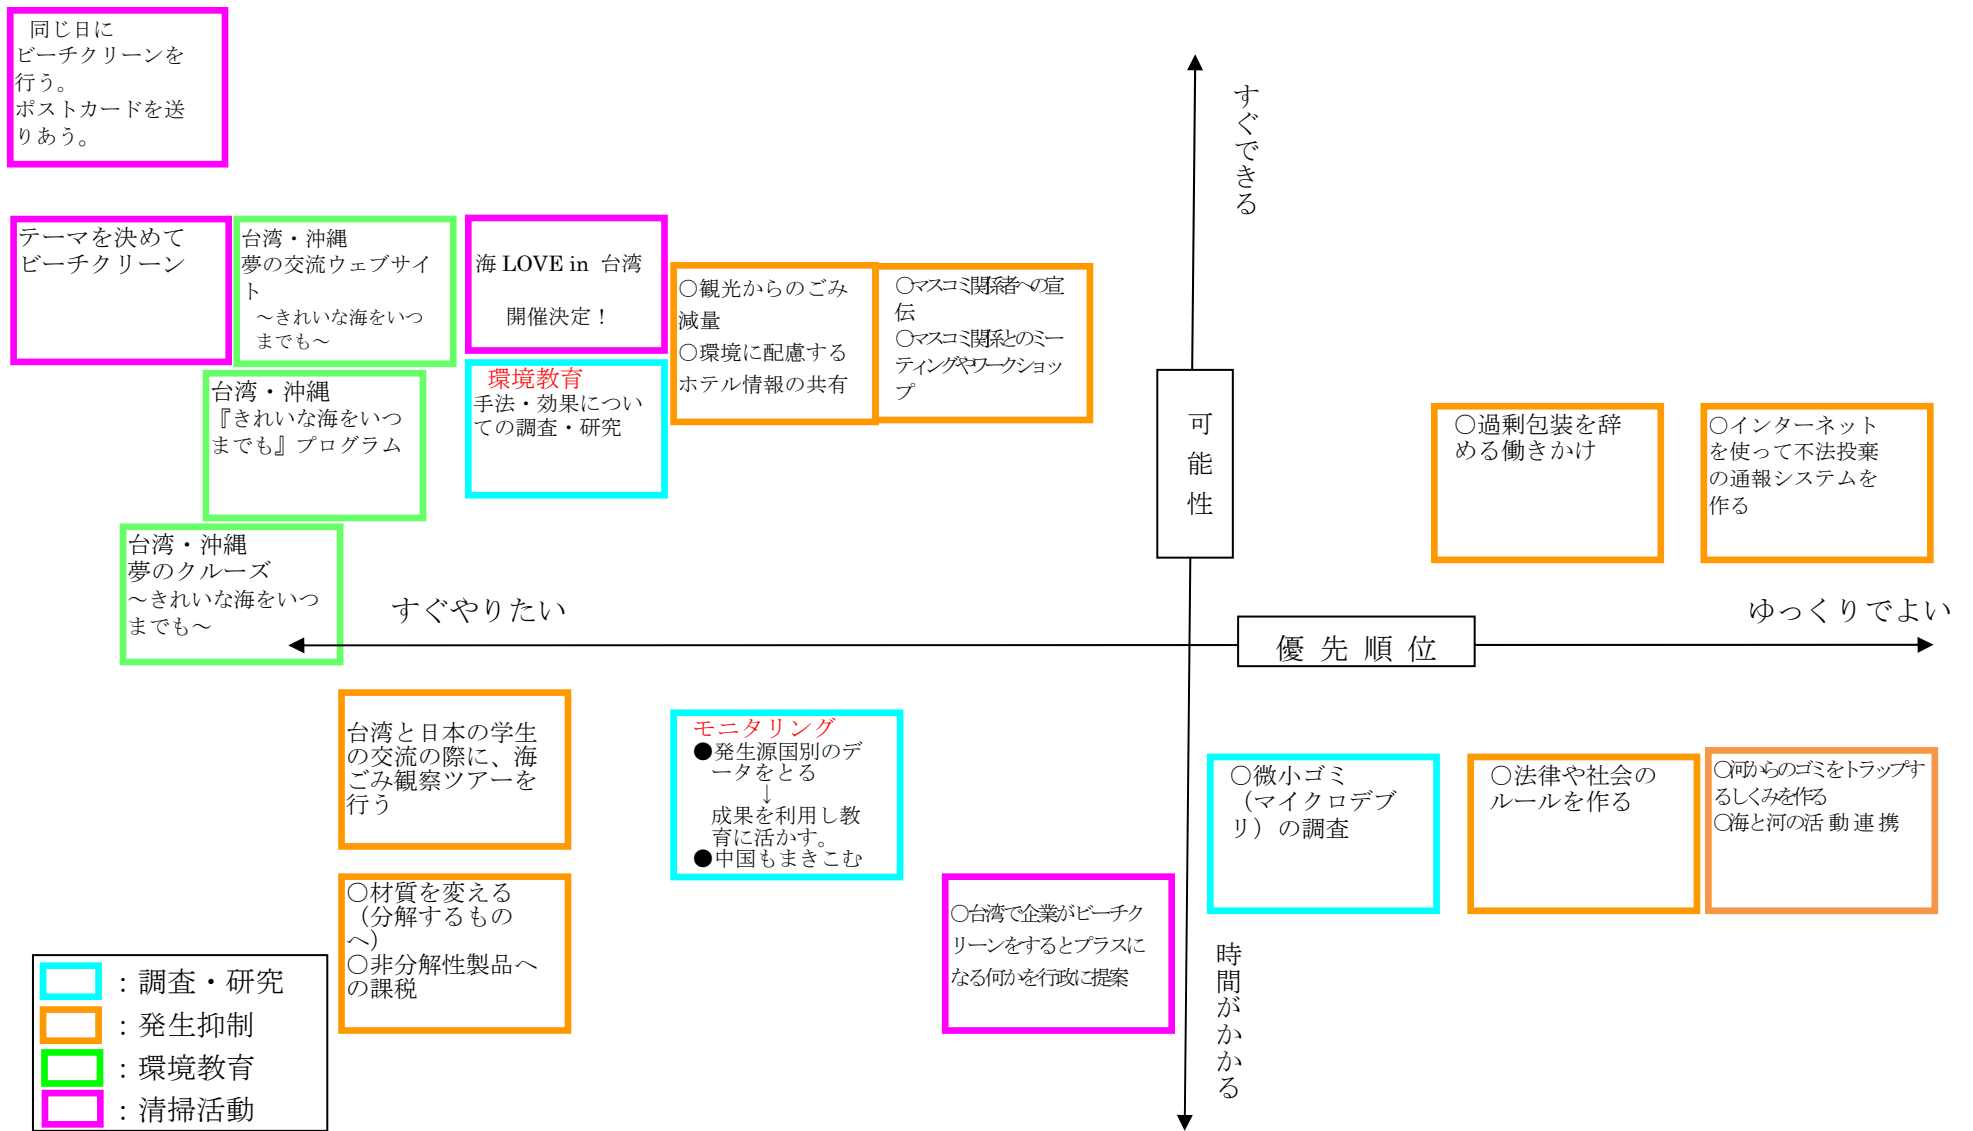 同じ日に
ビーチクリーンを
行う。
ポストカードを送
りあう。
すぐできる
テーマを決めて
ビーチクリーン
台湾・沖縄
夢の交流ウェブサイ
ト
～きれいな海をいつ
までも～
海 LOVE in 台湾
開催決定！
○観光からのごみ
減量
○環境に配慮する
ホテル情報の共有
○マスコミ関係者への宣
伝
○マスコミ関係とのミー
ティングやワークショッ
プ
台湾・沖縄
『きれいな海をいつ
までも』プログラム
環境教育
手法・効果につい
ての調査・研究
可能性
○過剰包装を辞
める働きかけ
○インターネット
を使って不法投棄
の通報システムを
作る
台湾・沖縄
夢のクルーズ
～きれいな海をいつ
までも～
すぐやりたい
優先順位
ゆっくりでよい
台湾と日本の学生
の交流の際に、海
ごみ観察ツアーを
行う
モニタリング
●発生源国別のデ
ータをとる
↓
成果を利用し教
育に活かす。
●中国もまきこむ
○微小ゴミ
（マイクロデブ
リ）の調査
○法律や社会の
ルールを作る
○河からのゴミをトラップす
るしくみを作る
○海と河の活動連携
○材質を変える
（分解するもの
へ）
○非分解性製品へ
の課税
○台湾で企業がビーチク
リーンをするとプラスに
なる何かを行政に提案
時間がかかる
：調査・研究
：発生抑制
：環境教育
：清掃活動